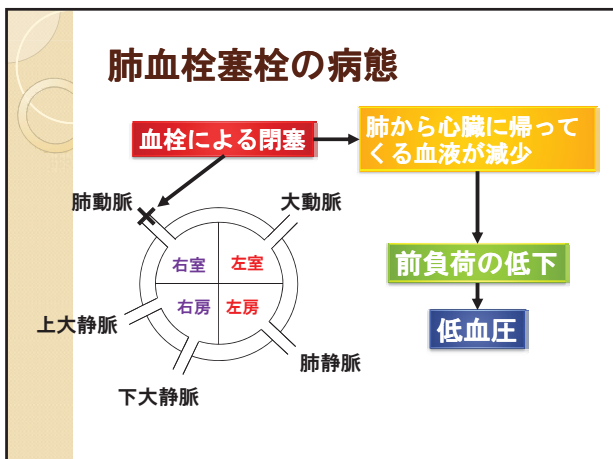 肺血栓塞栓の病態
血栓による閉塞
肺から心臓に帰って
くる血液が減少
肺動脈
大動脈
右室
左室
前負荷の低下
右房
左房
上大静脈
低血圧
肺静脈
下大静脈